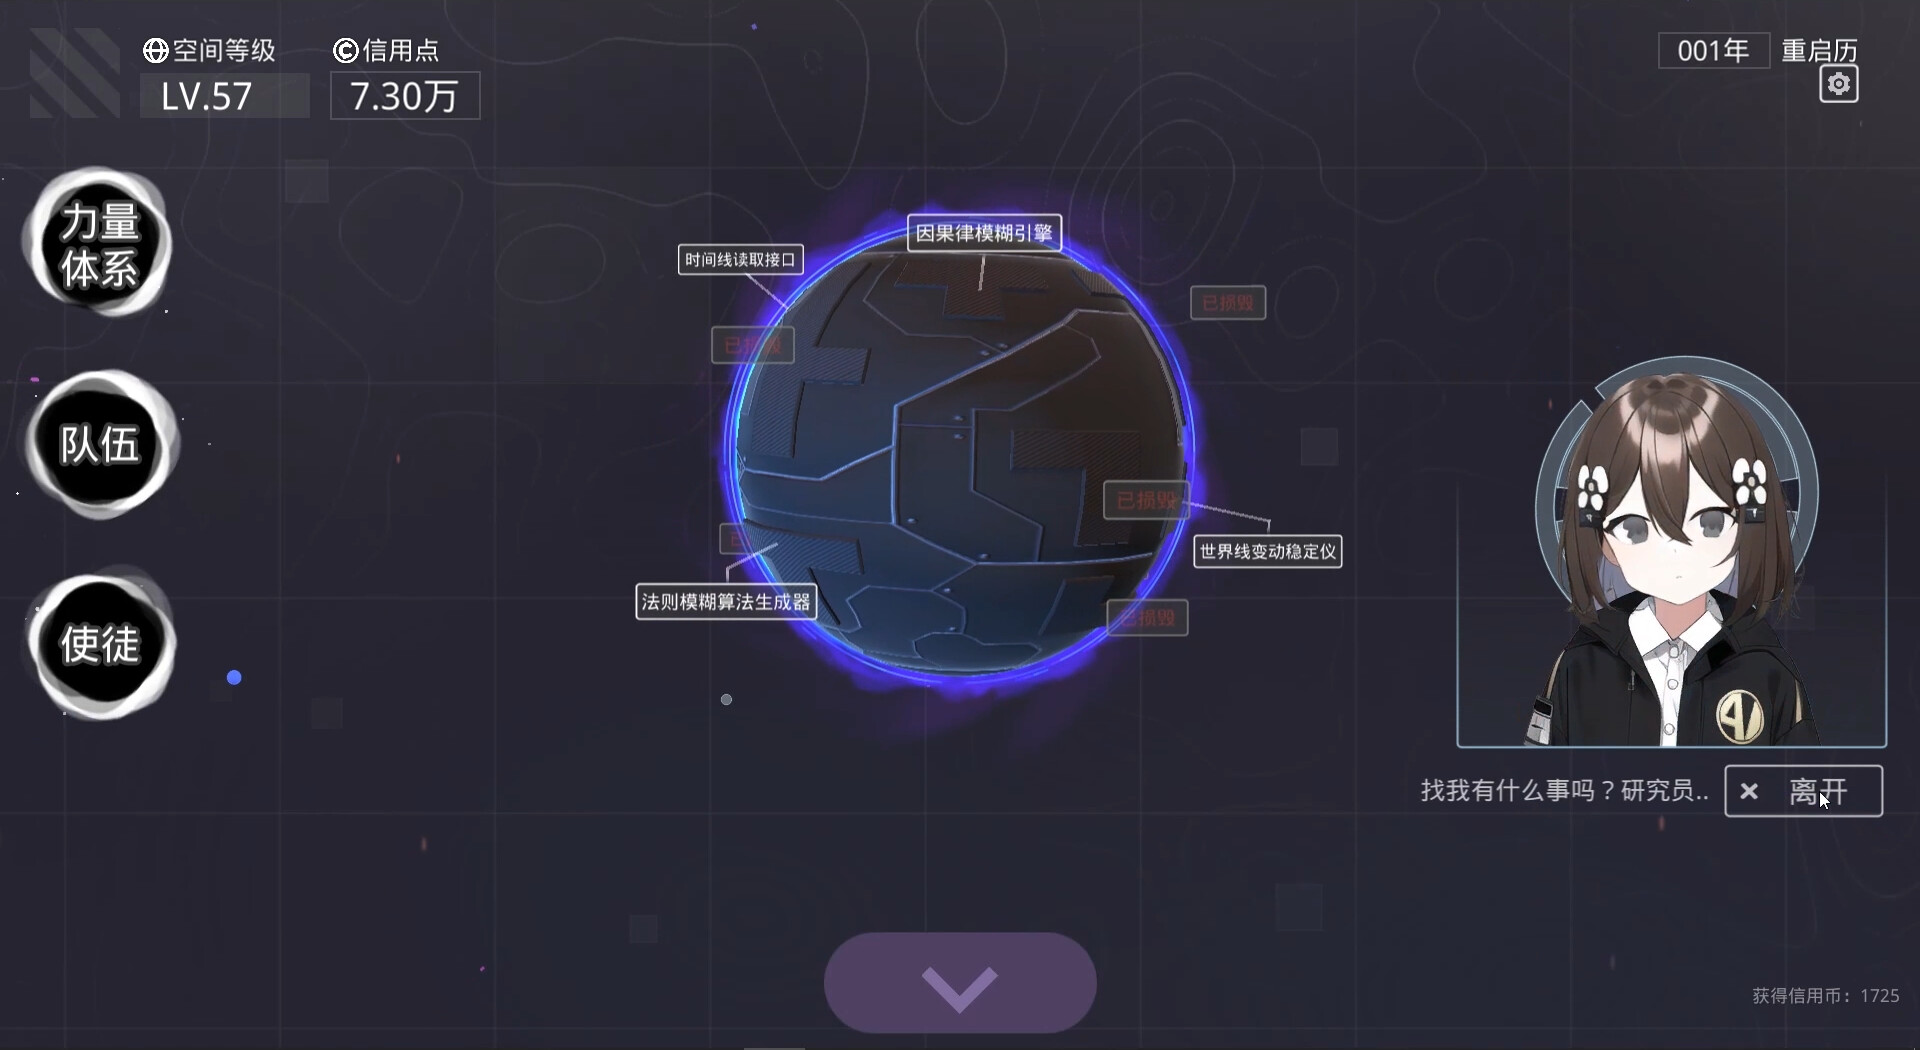 空间等级
信用点
LV.57
7.30万
001年
重启历
力量
体系
队伍
使徒
因果律模糊引擎
时间线读取接口
已损毁
已损毁
已损毁
世界线变动稳定仪
已
法则模糊算法生成器
已损毁
找我有什么事吗？研究员..
离开
获得信用币：1725